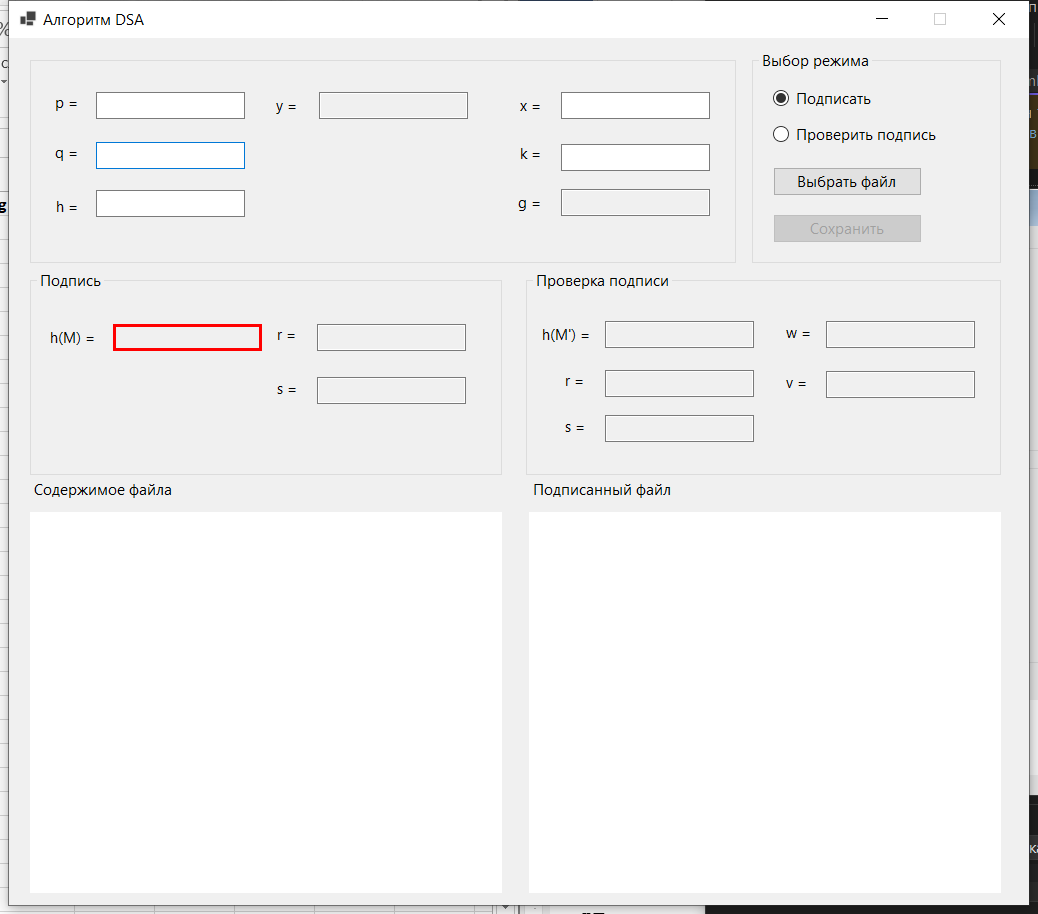 Алгоритм DSA
p =
y =
x =
q =
k =
h =
g =
Выбор режима
Подписать
Проверить подпись
Выбрать файл
Сохранить
Подпись
h(M) =
r =
s =
Проверка подписи
h(M') =
w =
r =
v =
s =
Содержимое файла
Подписанный файл